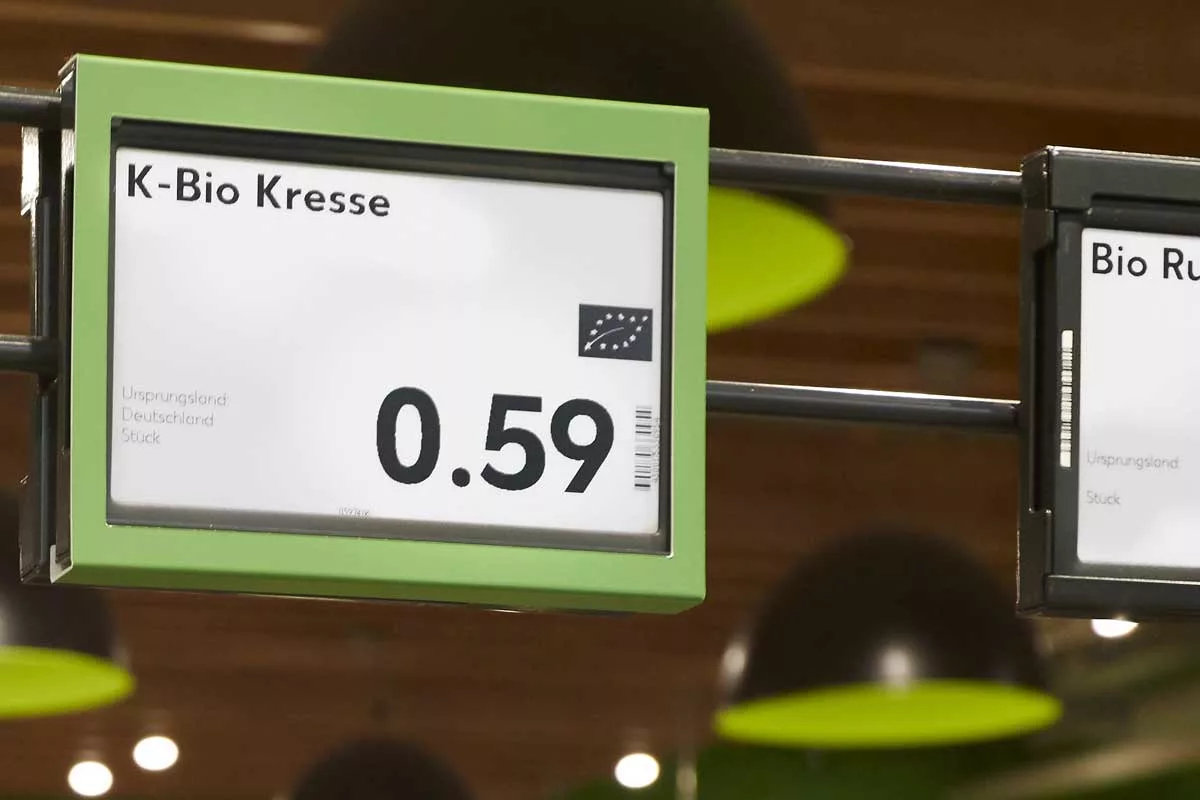 K-Bio Kresse
Ursprungsland
Deutschland
Stück
0.59
Bio Ru
Ursprungsland
Stück